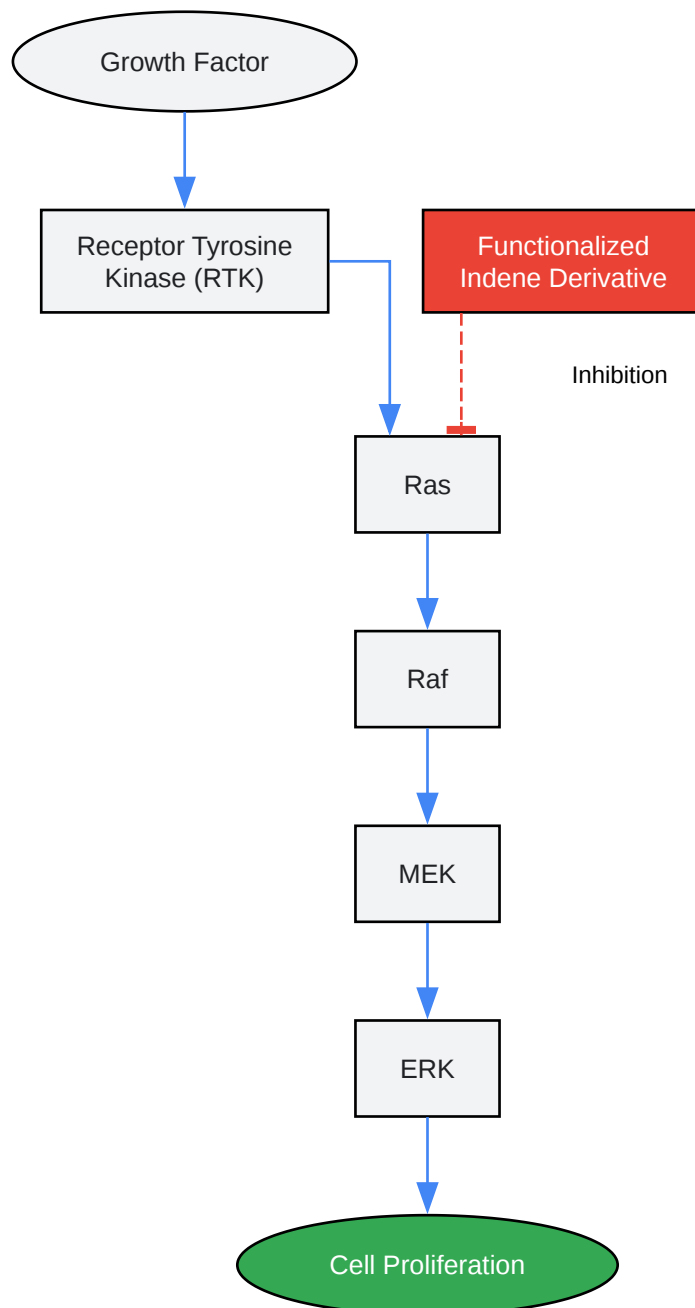 Growth Factor
Receptor Tyrosine
Kinase (RTK)
Functionalized
Indene Derivative
Inhibition
Ras
Raf
MEK
ERK
Cell Proliferation